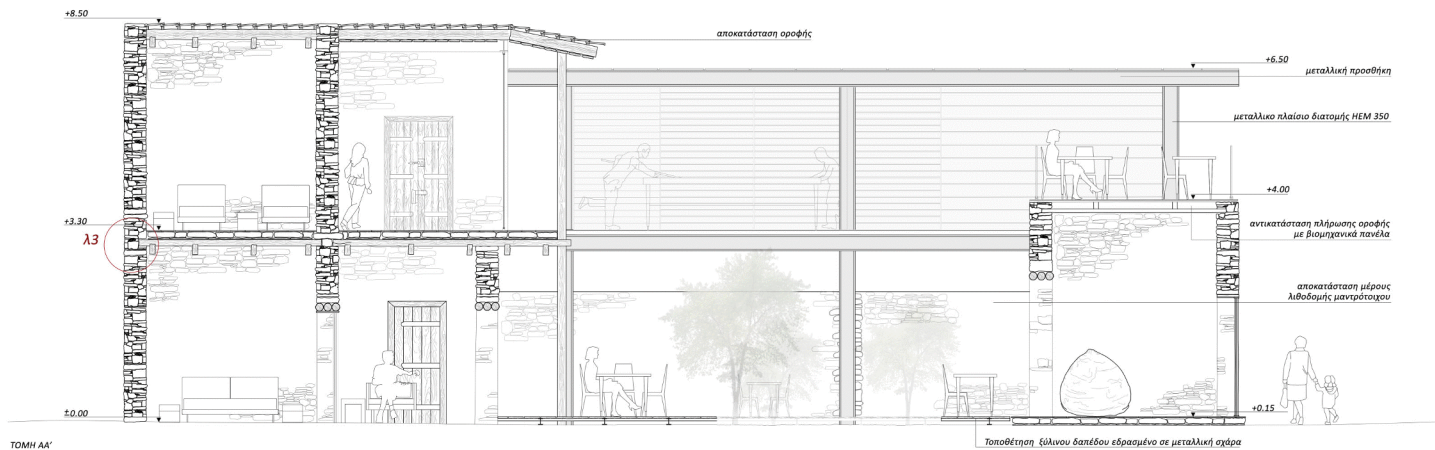 +8.50
αποκατάσταση οροφής
+6.50
μεταλλική προσθήκη
μεταλλικο πλαίσιο διατομής HEM 350
+4.00
+3.30
λ3
αντικατάσταση πλήρωσης οροφής
με βιομηχανικά πανέλα
αποκατάσταση μέρους
λιθοδομής μαντρότοιχου
±0.00
+0.15
Τοποθέτηση ξύλινου δαπέδου εδρασμένο σε μεταλλική σχάρα
ΤΟΜΗ ΑΑ'